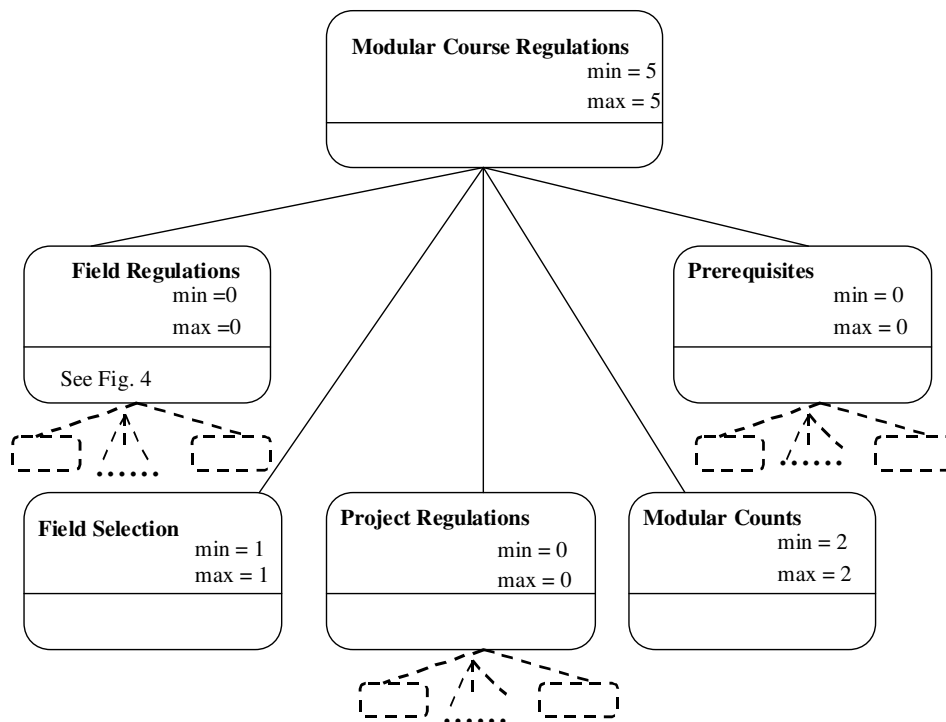 Modular Course Regulations
min = 5
max = 5
Field Regulations
min =0
max =0
See Fig. 4
Prerequisites
min = 0
max = 0
Field Selection
min = 1
max = 1
Project Regulations
min = 0
max = 0
Modular Counts
min = 2
max = 2